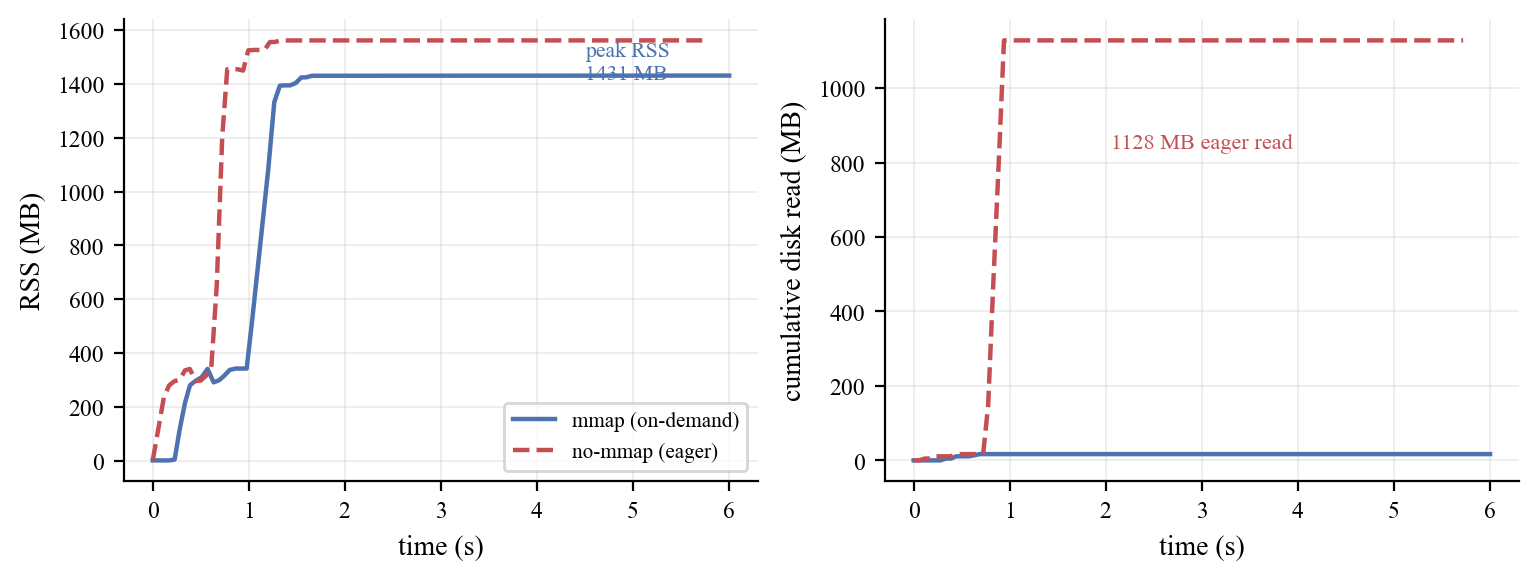 RSS (MB)
1600
1400
1200
1000
800
600
400
200
0
peak RSS
1431 MB
mmap (on-demand)
no-mmap (eager)
0 1 2 3 4 5 6
time (s)
cumulative disk read (MB)
1000
800
600
400
200
0
1128 MB eager read
0 1 2 3 4 5 6
time (s)